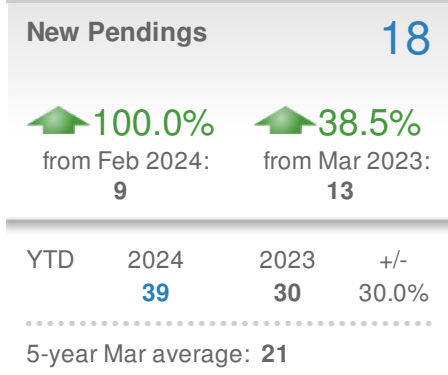 New Pendings 18
100.0% 38.5%
from Feb 2024: from Mar 2023:
9 13
YTD 2024 2023 +/-
39 30 30.0%
5-year Mar average: 21